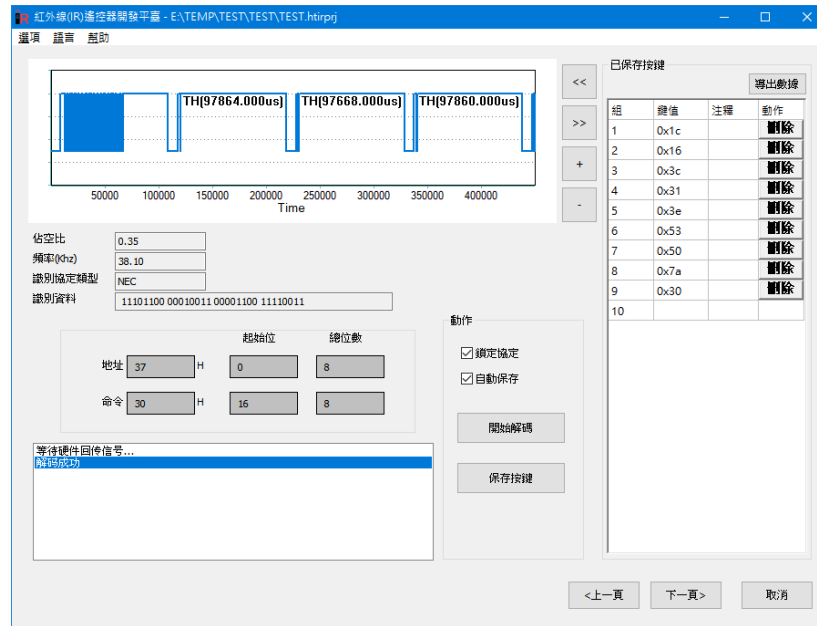 紅外線(IR)遙控器開發平臺 - E:\TEMP\TEST\TEST\TEST.htirprj
選項 語言 幫助
TH(97864.000us) TH(97668.000us) TH(97860.000us)
50000 100000 150000 200000 250000 300000 350000 400000
Time
<<
>>
+
-
佔空比 0.35
頻率(Khz) 38.10
識別協定類型 NEC
識別資料 11101100 00010011 00001100 11110011
起始位 總位數
地址 37 H 0 8
命令 30 H 16 8
等待硬件回传信号...
解码成功
動作
鎖定協定
自動保存
開始解碼
保存按鍵
已保存按鍵
導出數據
組 鍵值 注釋 動作
1 0x1c 刪除
2 0x16 刪除
3 0x3c 刪除
4 0x31 刪除
5 0x3e 刪除
6 0x53 刪除
7 0x50 刪除
8 0x7a 刪除
9 0x30 刪除
10
<上一頁 下一頁> 取消